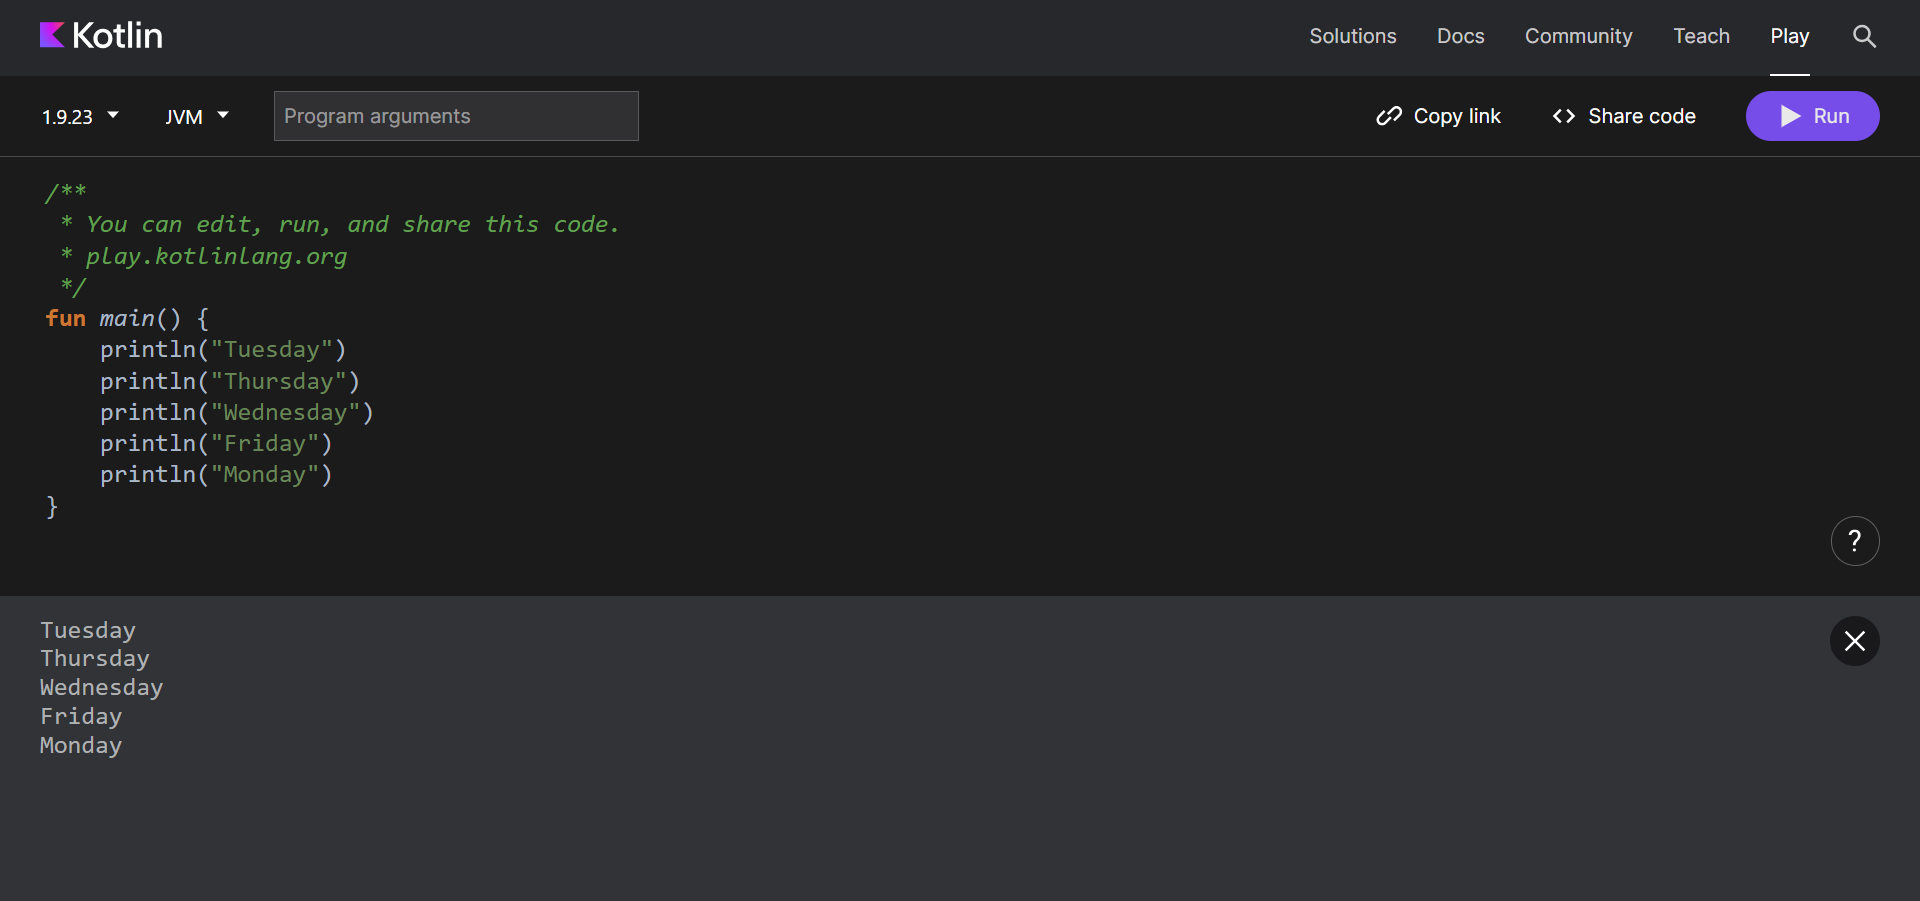 Kotlin
Solutions Docs Community Teach Play
1.9.23 JVM Program arguments Copy link <> Share code Run
/**
 * You can edit, run, and share this code.
 * play.kotlinlang.org
 */
fun main() {
    println("Tuesday")
    println("Thursday")
    println("Wednesday")
    println("Friday")
    println("Monday")
}
?
Tuesday
Thursday
Wednesday
Friday
Monday